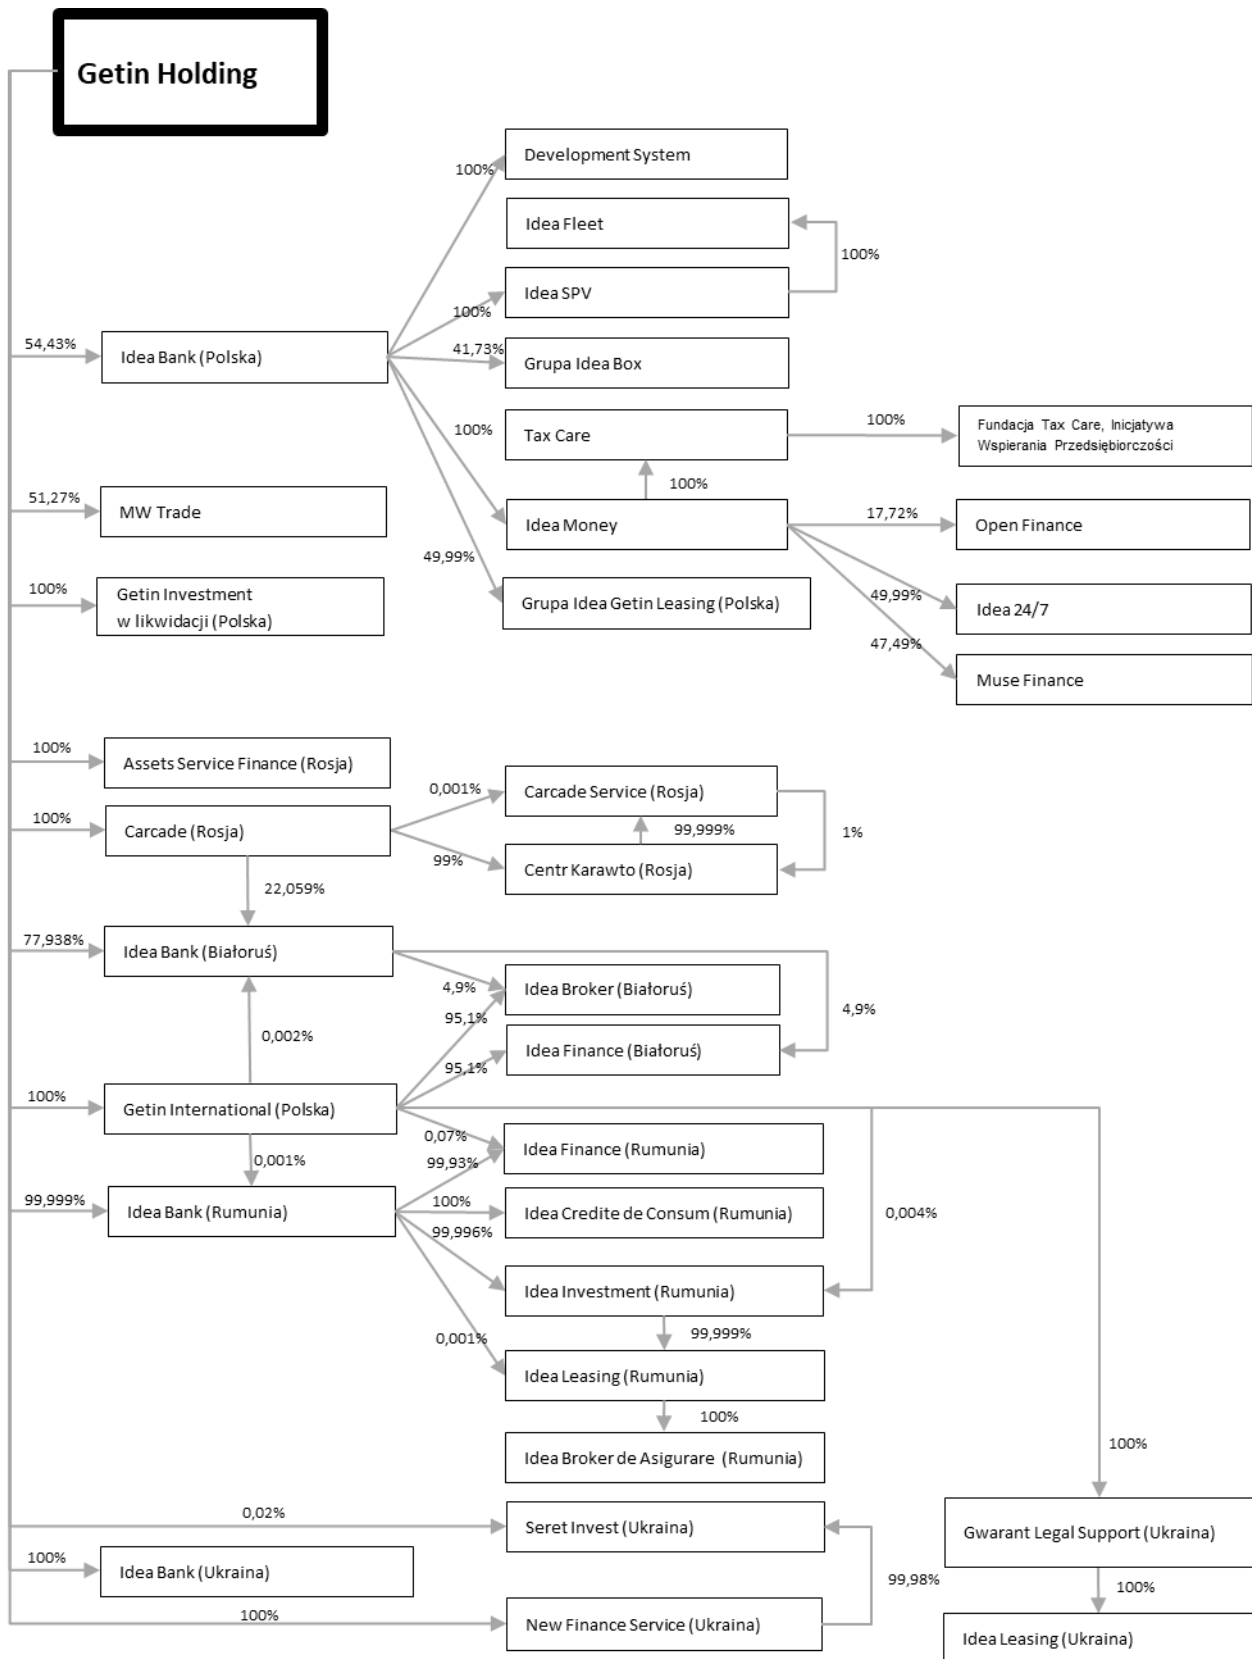 Getin Holding
100%
Development System
Idea Fleet
100%
100%
Idea SPV
54,43%
Idea Bank (Polska)
41,73%
Grupa Idea Box
100%
Tax Care
100%
Fundacja Tax Care, Inicjatywa
Wspierania Przedsiębiorczości
100%
51,27%
MW Trade
Idea Money
17,72%
Open Finance
49,99%
100%
Getin Investment
w likwidacji (Polska)
Grupa Idea Getin Leasing (Polska)
49,99%
Idea 24/7
47,49%
Muse Finance
100%
Assets Service Finance (Rosja)
0,001%
Carcade Service (Rosja)
100%
Carcade (Rosja)
99,999%
1%
99%
Centr Karawto (Rosja)
22,059%
77,938%
Idea Bank (Białoruś)
4,9%
Idea Broker (Białoruś)
4,9%
95,1%
0,002%
Idea Finance (Białoruś)
95,1%
100%
Getin International (Polska)
0,07%
Idea Finance (Rumunia)
0,001%
99,93%
99,999%
Idea Bank (Rumunia)
100%
Idea Credite de Consum (Rumunia)
0,004%
99,996%
Idea Investment (Rumunia)
0,001%
99,999%
Idea Leasing (Rumunia)
100%
Idea Broker de Asigurare (Rumunia)
100%
0,02%
Seret Invest (Ukraina)
Gwarant Legal Support (Ukraina)
100%
Idea Bank (Ukraina)
99,98%
100%
100%
New Finance Service (Ukraina)
Idea Leasing (Ukraina)